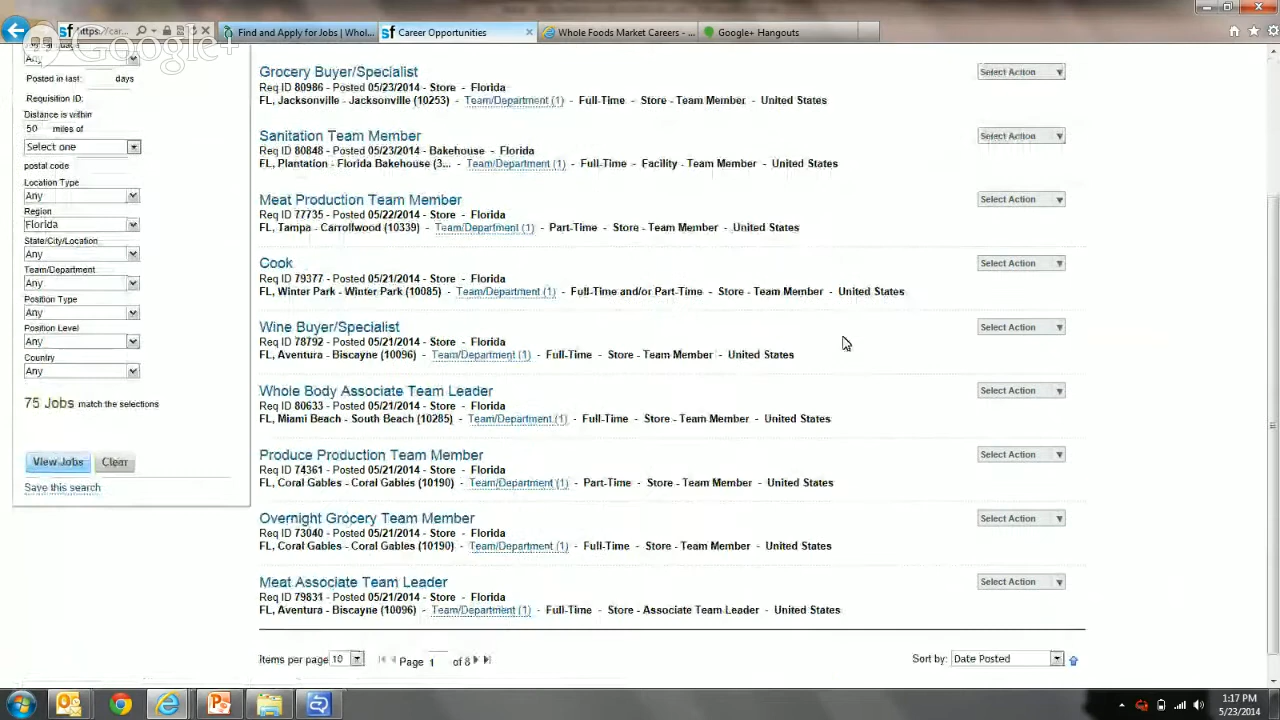 https://car...
Find and Apply for Jobs | Whol...
Career Opportunities
Whole Foods Market Careers - ...
Google+ Hangouts
Google+
Posted in last: days
Requisition ID:
Distance is within
50 miles of
Select one
postal code
Location Type
Any
Region
Florida
State/City/Location
Any
Team/Department
Any
Position Type
Any
Position Level
Any
Country
Any
75 Jobs match the selections
View Jobs Clear
Save this search
Grocery Buyer/Specialist
Select Action
Req ID 80986 - Posted 05/23/2014 - Store - Florida
FL, Jacksonville - Jacksonville (10253) - Team/Department (1) - Full-Time - Store - Team Member - United States
Sanitation Team Member
Select Action
Req ID 80848 - Posted 05/23/2014 - Bakehouse - Florida
FL, Plantation - Florida Bakehouse (3... - Team/Department (1) - Full-Time - Facility - Team Member - United States
Meat Production Team Member
Select Action
Req ID 77735 - Posted 05/22/2014 - Store - Florida
FL, Tampa - Carrollwood (10339) - Team/Department (1) - Part-Time - Store - Team Member - United States
Cook
Select Action
Req ID 79377 - Posted 05/21/2014 - Store - Florida
FL, Winter Park - Winter Park (10085) - Team/Department (1) - Full-Time and/or Part-Time - Store - Team Member - United States
Wine Buyer/Specialist
Select Action
Req ID 78792 - Posted 05/21/2014 - Store - Florida
FL, Aventura - Biscayne (10096) - Team/Department (1) - Full-Time - Store - Team Member - United States
Whole Body Associate Team Leader
Select Action
Req ID 80633 - Posted 05/21/2014 - Store - Florida
FL, Miami Beach - South Beach (10285) - Team/Department (1) - Full-Time - Store - Team Member - United States
Produce Production Team Member
Select Action
Req ID 74361 - Posted 05/21/2014 - Store - Florida
FL, Coral Gables - Coral Gables (10190) - Team/Department (1) - Part-Time - Store - Team Member - United States
Overnight Grocery Team Member
Select Action
Req ID 73040 - Posted 05/21/2014 - Store - Florida
FL, Coral Gables - Coral Gables (10190) - Team/Department (1) - Full-Time - Store - Team Member - United States
Meat Associate Team Leader
Select Action
Req ID 79831 - Posted 05/21/2014 - Store - Florida
FL, Aventura - Biscayne (10096) - Team/Department (1) - Full-Time - Store - Associate Team Leader - United States
Items per page 10 Page 1 of 8
Sort by: Date Posted
1:17 PM
5/23/2014